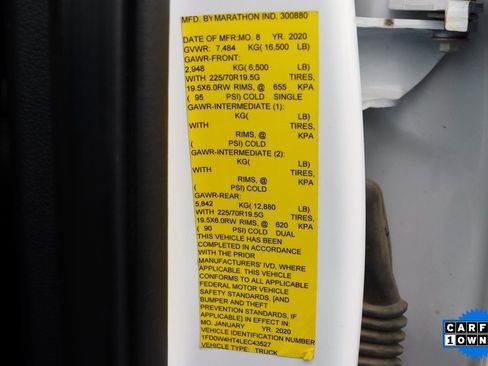 MFD. BY MARATHON IND. 300880
DATE OF MFR: MO. 8 YR. 2020
GVWR: 7,484 KG( 16,500 LB)
GAWR-FRONT:
2,948 KG( 6,500 LB)
WITH 225/70R19.5G TIRES,
19.5X6.0RW RIMS, @ 655 KPA
( 95 PSI) COLD SINGLE
GAWR-INTERMEDIATE (1):
KG( LB)
WITH TIRES,
RIMS, @ KPA
( PSI) COLD
GAWR-INTERMEDIATE (2):
KG( LB)
WITH TIRES,
RIMS, @ KPA
( PSI) COLD
GAWR-REAR:
5,842 KG( 12,880 LB)
WITH 225/70R19.5G TIRES,
19.5X6.0RW RIMS, @ 620 KPA
( 90 PSI) COLD DUAL
THIS VEHICLE HAS BEEN
COMPLETED IN ACCORDANCE
WITH THE PRIOR
MANUFACTURERS' IVD, WHERE
APPLICABLE. THIS VEHICLE
CONFORMS TO ALL APPLICABLE
FEDERAL MOTOR VEHICLE
SAFETY STANDARDS, [AND
BUMPER AND THEFT
PREVENTION STANDARDS, IF
APPLICABLE] IN EFFECT IN:
MO. JANUARY YR. 2020
VEHICLE IDENTIFICATION NUMBER
1FD0W4HT4LEC43527
VEHICLE TYPE: TRUCK
CARFAX
1 OWNER